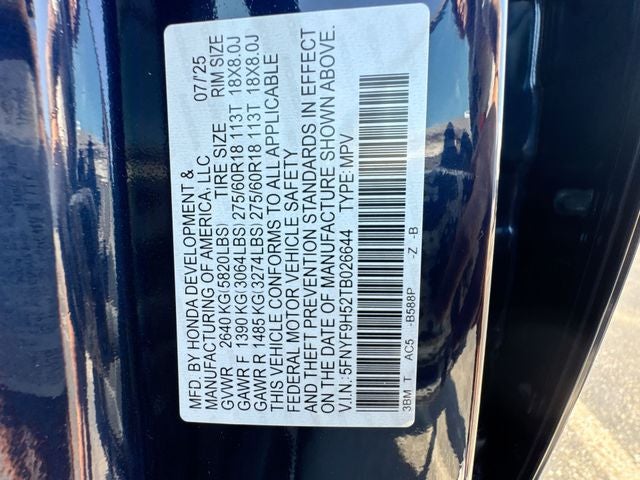 MFD. BY HONDA DEVELOPMENT & 07/25
MANUFACTURING OF AMERICA, LLC
GVWR 2640 KG(5820LBS) TIRE SIZE RIM SIZE
GAWR F 1390 KG(3064LBS)275/60R18 113T 18X8.0J
GAWR R 1485 KG(3274LBS)275/60R18 113T 18X8.0J
THIS VEHICLE CONFORMS TO ALL APPLICABLE
FEDERAL MOTOR VEHICLE SAFETY
AND THEFT PREVENTION STANDARDS IN EFFECT
ON THE DATE OF MANUFACTURE SHOWN ABOVE.
V.I.N.: 5FNYF9H52TB026644 TYPE:MPV
3BM T AC5 -B588P -Z -B